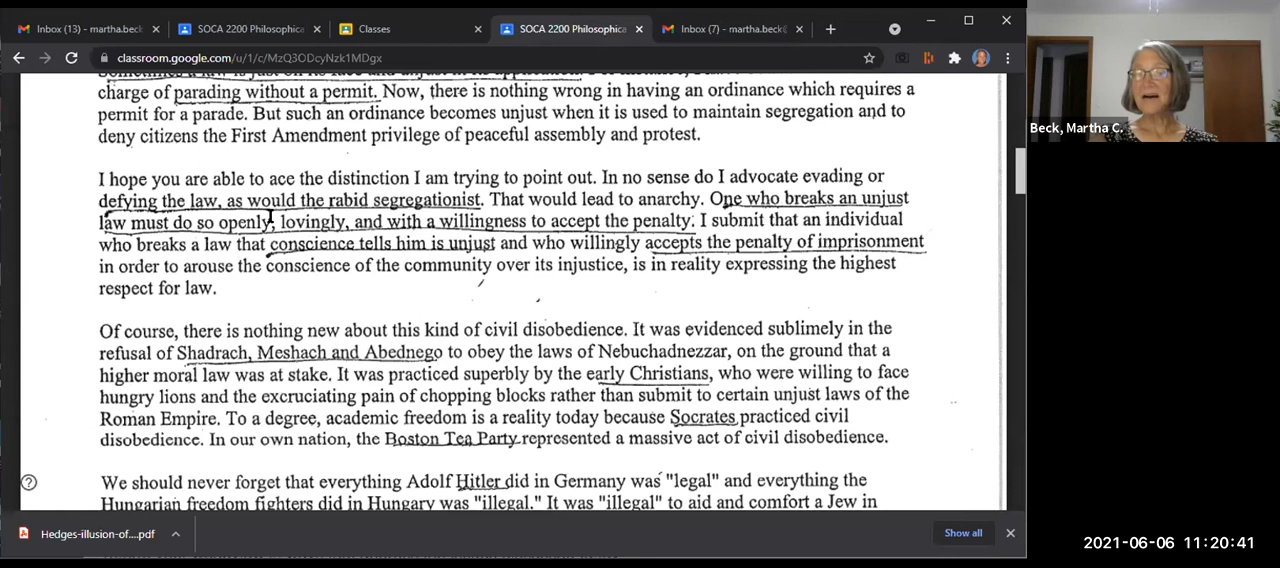 Inbox (13) - martha.beck
SOCA 2200 Philosophica
Classes
SOCA 2200 Philosophica
Inbox (7) - martha.beck@
classroom.google.com/u/1/c/MzQ3ODcyNzk1MDgx
charge of parading without a permit. Now, there is nothing wrong in having an ordinance which requires a
permit for a parade. But such an ordinance becomes unjust when it is used to maintain segregation and to
deny citizens the First Amendment privilege of peaceful assembly and protest.
I hope you are able to ace the distinction I am trying to point out. In no sense do I advocate evading or
defying the law, as would the rabid segregationist. That would lead to anarchy. One who breaks an unjust
law must do so openly, lovingly, and with a willingness to accept the penalty. I submit that an individual
who breaks a law that conscience tells him is unjust and who willingly accepts the penalty of imprisonment
in order to arouse the conscience of the community over its injustice, is in reality expressing the highest
respect for law.
Of course, there is nothing new about this kind of civil disobedience. It was evidenced sublimely in the
refusal of Shadrach, Meshach and Abednego to obey the laws of Nebuchadnezzar, on the ground that a
higher moral law was at stake. It was practiced superbly by the early Christians, who were willing to face
hungry lions and the excruciating pain of chopping blocks rather than submit to certain unjust laws of the
Roman Empire. To a degree, academic freedom is a reality today because Socrates practiced civil
disobedience. In our own nation, the Boston Tea Party represented a massive act of civil disobedience.
We should never forget that everything Adolf Hitler did in Germany was "legal" and everything the
Hungarian freedom fighters did in Hungary was "illegal." It was "illegal" to aid and comfort a Jew in
Hedges-illusion-of....pdf
Show all
Beck, Martha C.
2021-06-06 11:20:41